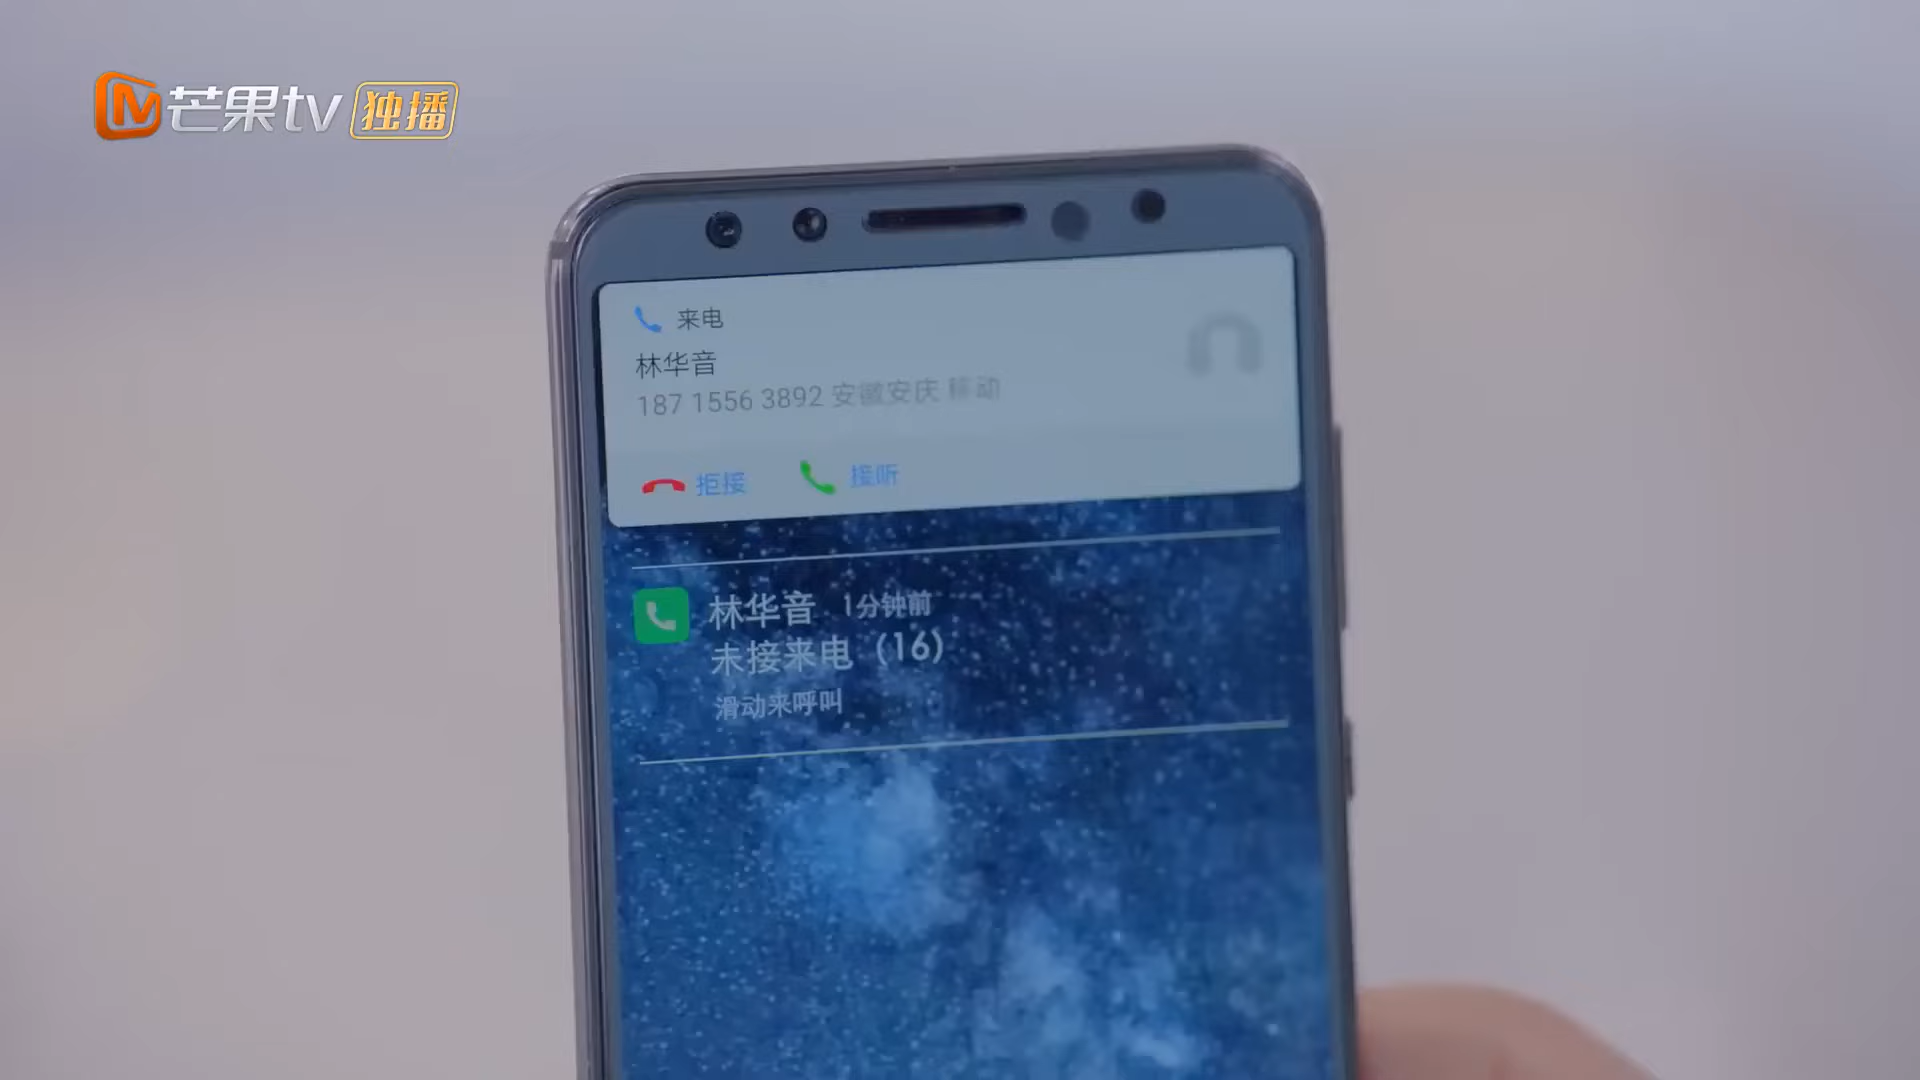 芒果tv 独播
来电
林华音
187 1556 3892 安徽安庆 移动
拒接 接听
林华音 1分钟前
未接来电（16）
滑动来呼叫